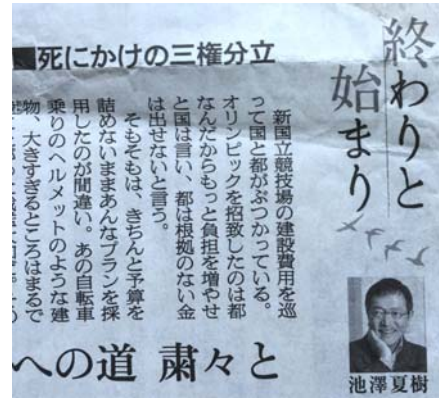 終わりと
始まり
池澤夏樹
■死にかけの三権分立
新国立競技場の建設費用を巡
って国と都がぶつかっている。
オリンピックを招致したのは都
なんだからもっと負担を増やせ
と国は言い、都は根拠のない金
は出せないと言う。
そもそもは、きちんと予算を
詰めないままあんなプランを採
用したのが間違い。あの自転車
乗りのヘルメットのような建
物、大きすぎるところはまるで
への道 粛々と